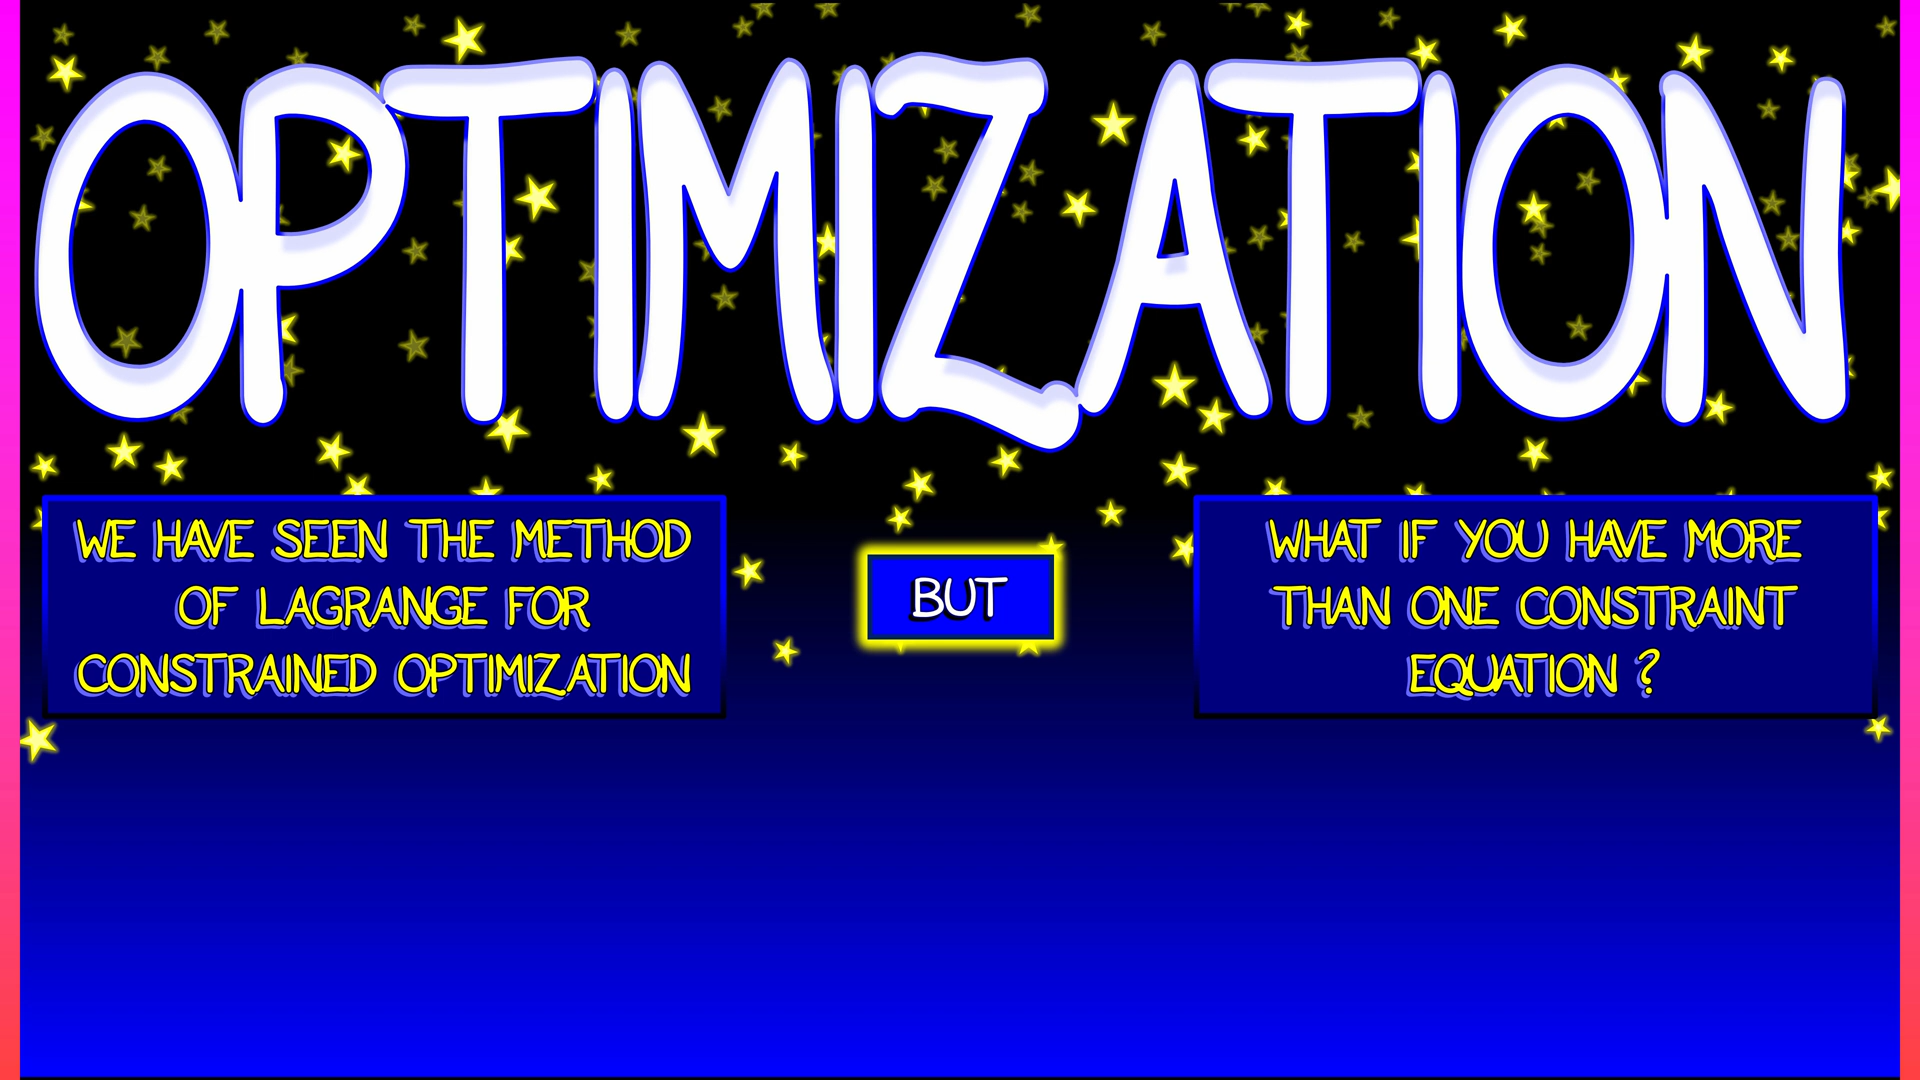 OPTIMIZATION
WE HAVE SEEN THE METHOD
OF LAGRANGE FOR
CONSTRAINED OPTIMIZATION
BUT
WHAT IF YOU HAVE MORE
THAN ONE CONSTRAINT
EQUATION ?